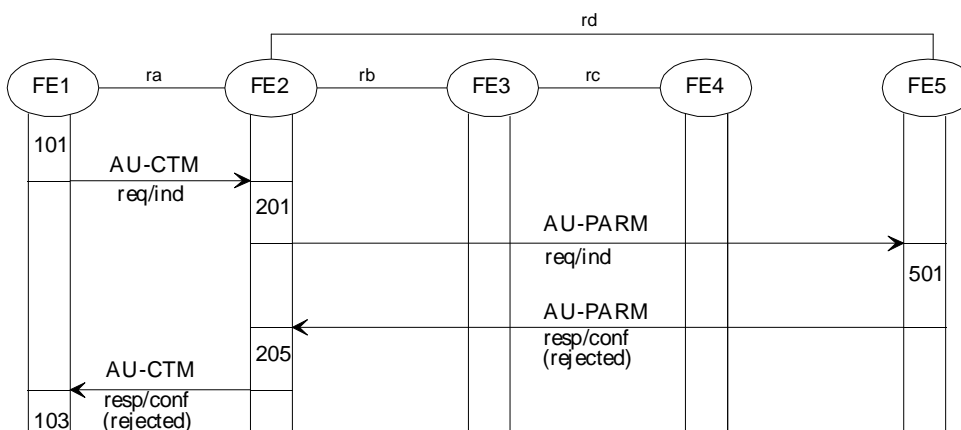 rd
FE1
ra
FE2
rb
FE3
rc
FE4
FE5
101
AU-CTM
req/ind
201
AU-PARM
req/ind
501
AU-PARM
resp/conf
(rejected)
205
AU-CTM
resp/conf
(rejected)
103